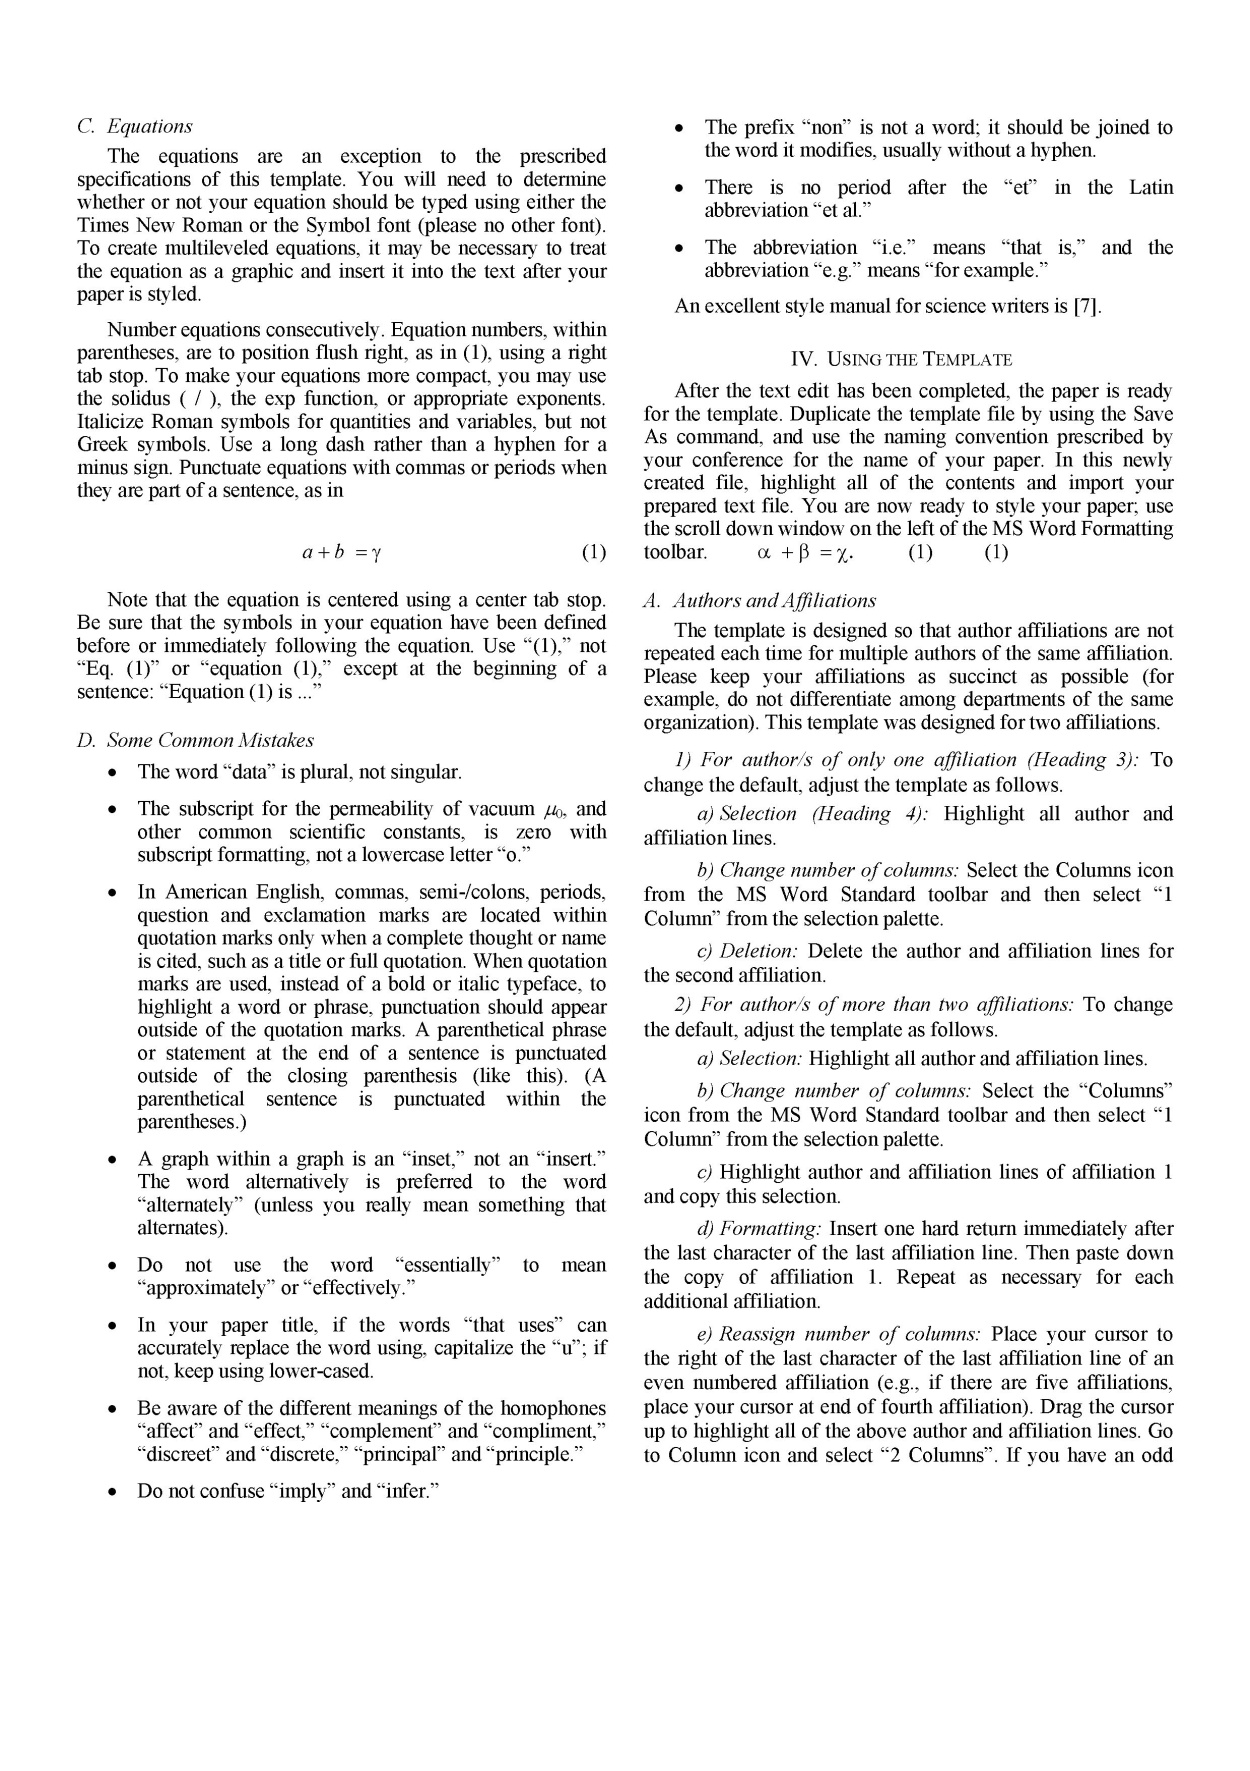 C. Equations
The equations are an exception to the prescribed
specifications of this template. You will need to determine
whether or not your equation should be typed using either the
Times New Roman or the Symbol font (please no other font).
To create multileveled equations, it may be necessary to treat
the equation as a graphic and insert it into the text after your
paper is styled.
Number equations consecutively. Equation numbers, within
parentheses, are to position flush right, as in (1), using a right
tab stop. To make your equations more compact, you may use
the solidus ( / ), the exp function, or appropriate exponents.
Italicize Roman symbols for quantities and variables, but not
Greek symbols. Use a long dash rather than a hyphen for a
minus sign. Punctuate equations with commas or periods when
they are part of a sentence, as in
a + b = γ (1)
Note that the equation is centered using a center tab stop.
Be sure that the symbols in your equation have been defined
before or immediately following the equation. Use “(1),” not
“Eq. (1)” or “equation (1),” except at the beginning of a
sentence: “Equation (1) is ...”
D. Some Common Mistakes
• The word “data” is plural, not singular.
• The subscript for the permeability of vacuum μ0, and
other common scientific constants, is zero with
subscript formatting, not a lowercase letter “o.”
• In American English, commas, semi-/colons, periods,
question and exclamation marks are located within
quotation marks only when a complete thought or name
is cited, such as a title or full quotation. When quotation
marks are used, instead of a bold or italic typeface, to
highlight a word or phrase, punctuation should appear
outside of the quotation marks. A parenthetical phrase
or statement at the end of a sentence is punctuated
outside of the closing parenthesis (like this). (A
parenthetical sentence is punctuated within the
parentheses.)
• A graph within a graph is an “inset,” not an “insert.”
The word alternatively is preferred to the word
“alternately” (unless you really mean something that
alternates).
• Do not use the word “essentially” to mean
“approximately” or “effectively.”
• In your paper title, if the words “that uses” can
accurately replace the word using, capitalize the “u”; if
not, keep using lower-cased.
• Be aware of the different meanings of the homophones
“affect” and “effect,” “complement” and “compliment,”
“discreet” and “discrete,” “principal” and “principle.”
• Do not confuse “imply” and “infer.”
• The prefix “non” is not a word; it should be joined to
the word it modifies, usually without a hyphen.
• There is no period after the “et” in the Latin
abbreviation “et al.”
• The abbreviation “i.e.” means “that is,” and the
abbreviation “e.g.” means “for example.”
An excellent style manual for science writers is [7].
IV. USING THE TEMPLATE
After the text edit has been completed, the paper is ready
for the template. Duplicate the template file by using the Save
As command, and use the naming convention prescribed by
your conference for the name of your paper. In this newly
created file, highlight all of the contents and import your
prepared text file. You are now ready to style your paper; use
the scroll down window on the left of the MS Word Formatting
toolbar. α + β = χ. (1) (1)
A. Authors and Affiliations
The template is designed so that author affiliations are not
repeated each time for multiple authors of the same affiliation.
Please keep your affiliations as succinct as possible (for
example, do not differentiate among departments of the same
organization). This template was designed for two affiliations.
1) For author/s of only one affiliation (Heading 3): To
change the default, adjust the template as follows.
a) Selection (Heading 4): Highlight all author and
affiliation lines.
b) Change number of columns: Select the Columns icon
from the MS Word Standard toolbar and then select “1
Column” from the selection palette.
c) Deletion: Delete the author and affiliation lines for
the second affiliation.
2) For author/s of more than two affiliations: To change
the default, adjust the template as follows.
a) Selection: Highlight all author and affiliation lines.
b) Change number of columns: Select the “Columns”
icon from the MS Word Standard toolbar and then select “1
Column” from the selection palette.
c) Highlight author and affiliation lines of affiliation 1
and copy this selection.
d) Formatting: Insert one hard return immediately after
the last character of the last affiliation line. Then paste down
the copy of affiliation 1. Repeat as necessary for each
additional affiliation.
e) Reassign number of columns: Place your cursor to
the right of the last character of the last affiliation line of an
even numbered affiliation (e.g., if there are five affiliations,
place your cursor at end of fourth affiliation). Drag the cursor
up to highlight all of the above author and affiliation lines. Go
to Column icon and select “2 Columns”. If you have an odd